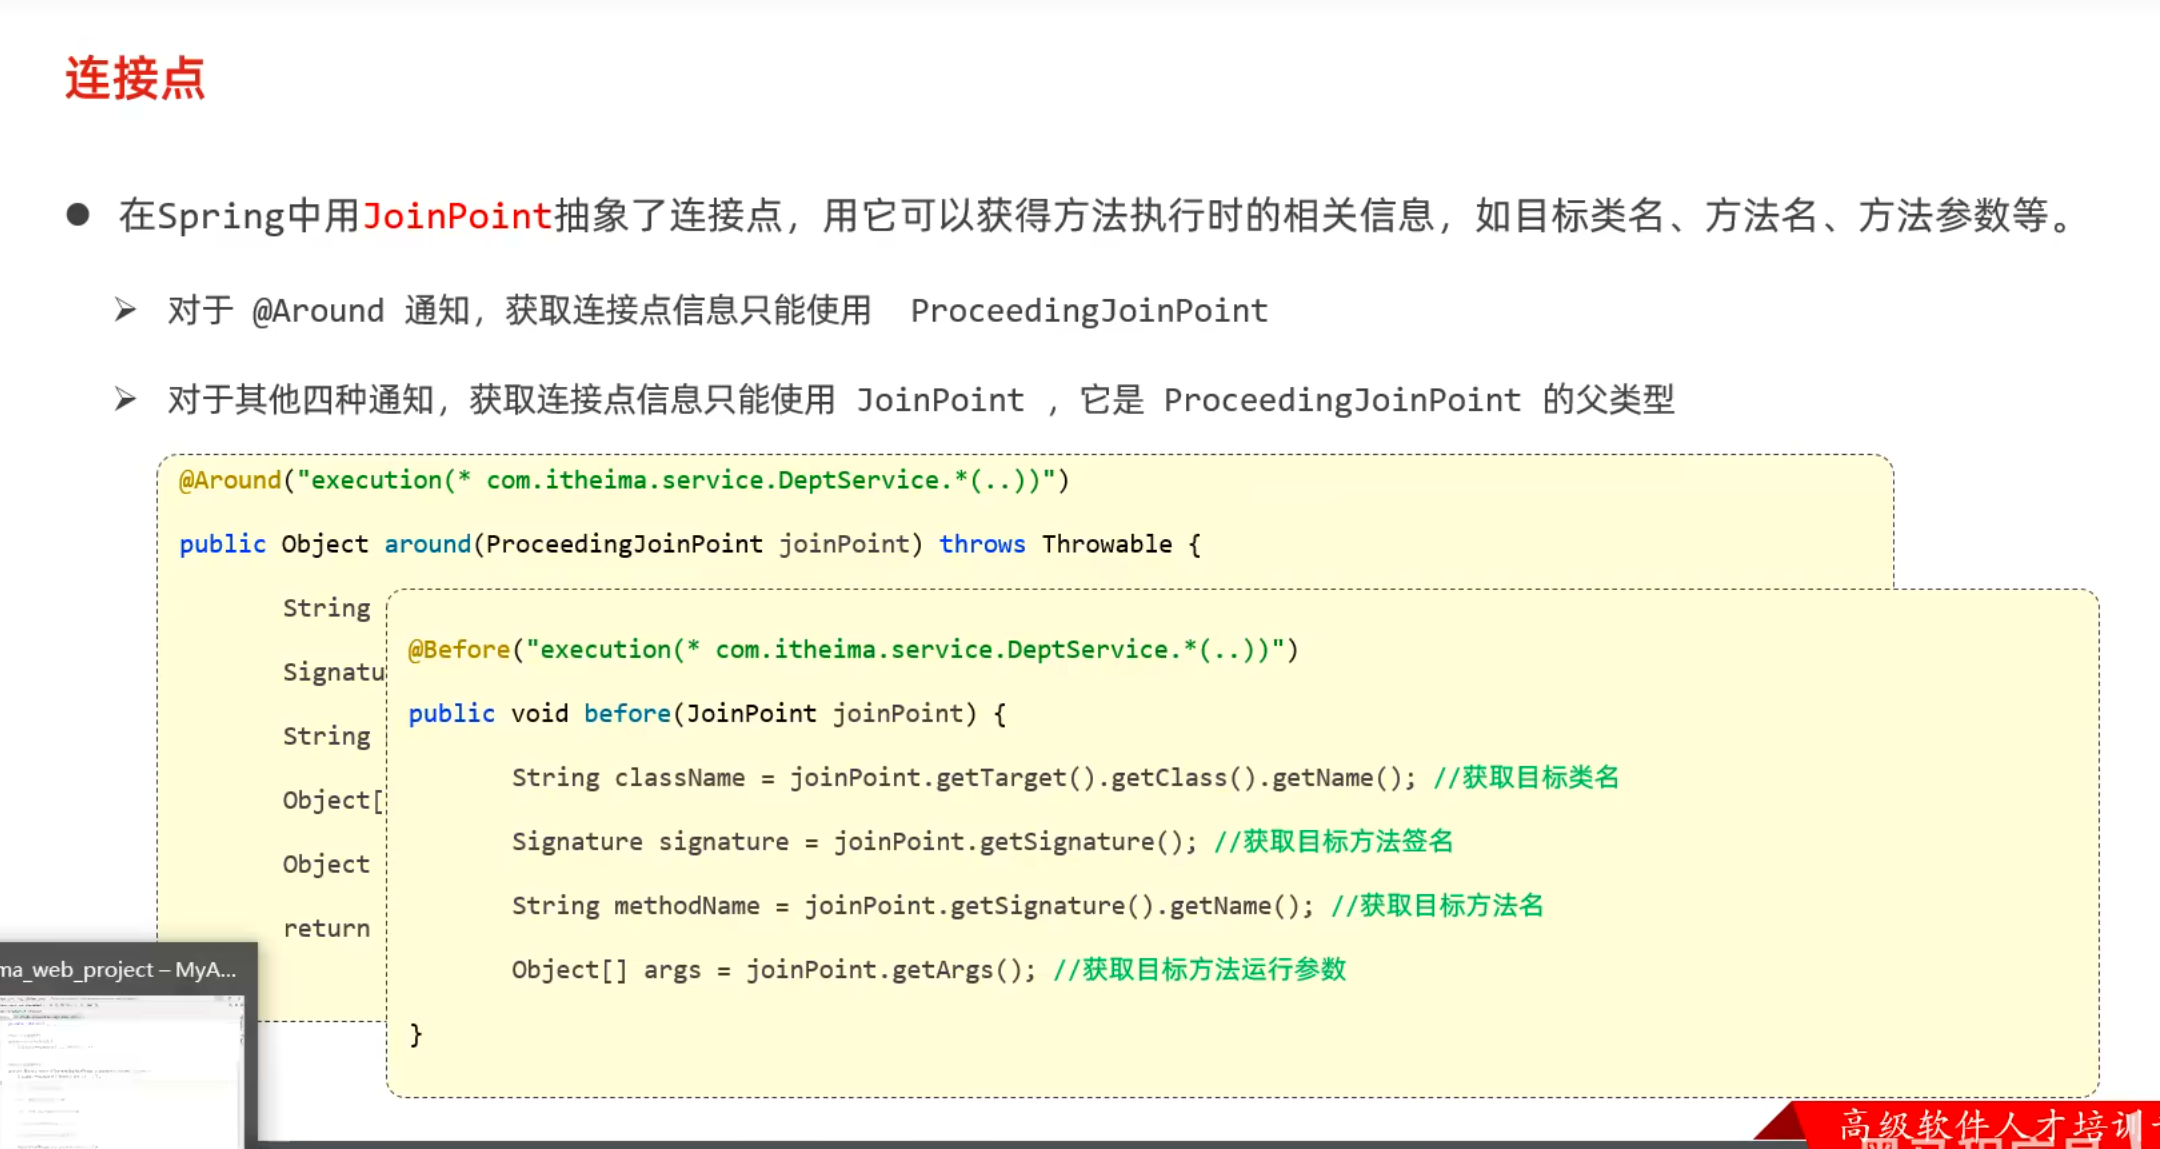 连接点
● 在Spring中用JoinPoint抽象了连接点，用它可以获得方法执行时的相关信息，如目标类名、方法名、方法参数等。
➢ 对于 @Around 通知，获取连接点信息只能使用 ProceedingJoinPoint
➢ 对于其他四种通知，获取连接点信息只能使用 JoinPoint ，它是 ProceedingJoinPoint 的父类型
@Around("execution(* com.itheima.service.DeptService.*(..))")
public Object around(ProceedingJoinPoint joinPoint) throws Throwable {
String
Signatu
String
Object[
Object
return
@Before("execution(* com.itheima.service.DeptService.*(..))")
public void before(JoinPoint joinPoint) {
String className = joinPoint.getTarget().getClass().getName(); //获取目标类名
Signature signature = joinPoint.getSignature(); //获取目标方法签名
String methodName = joinPoint.getSignature().getName(); //获取目标方法名
Object[] args = joinPoint.getArgs(); //获取目标方法运行参数
}
ma_web_project – MyA...
高级软件人才培训